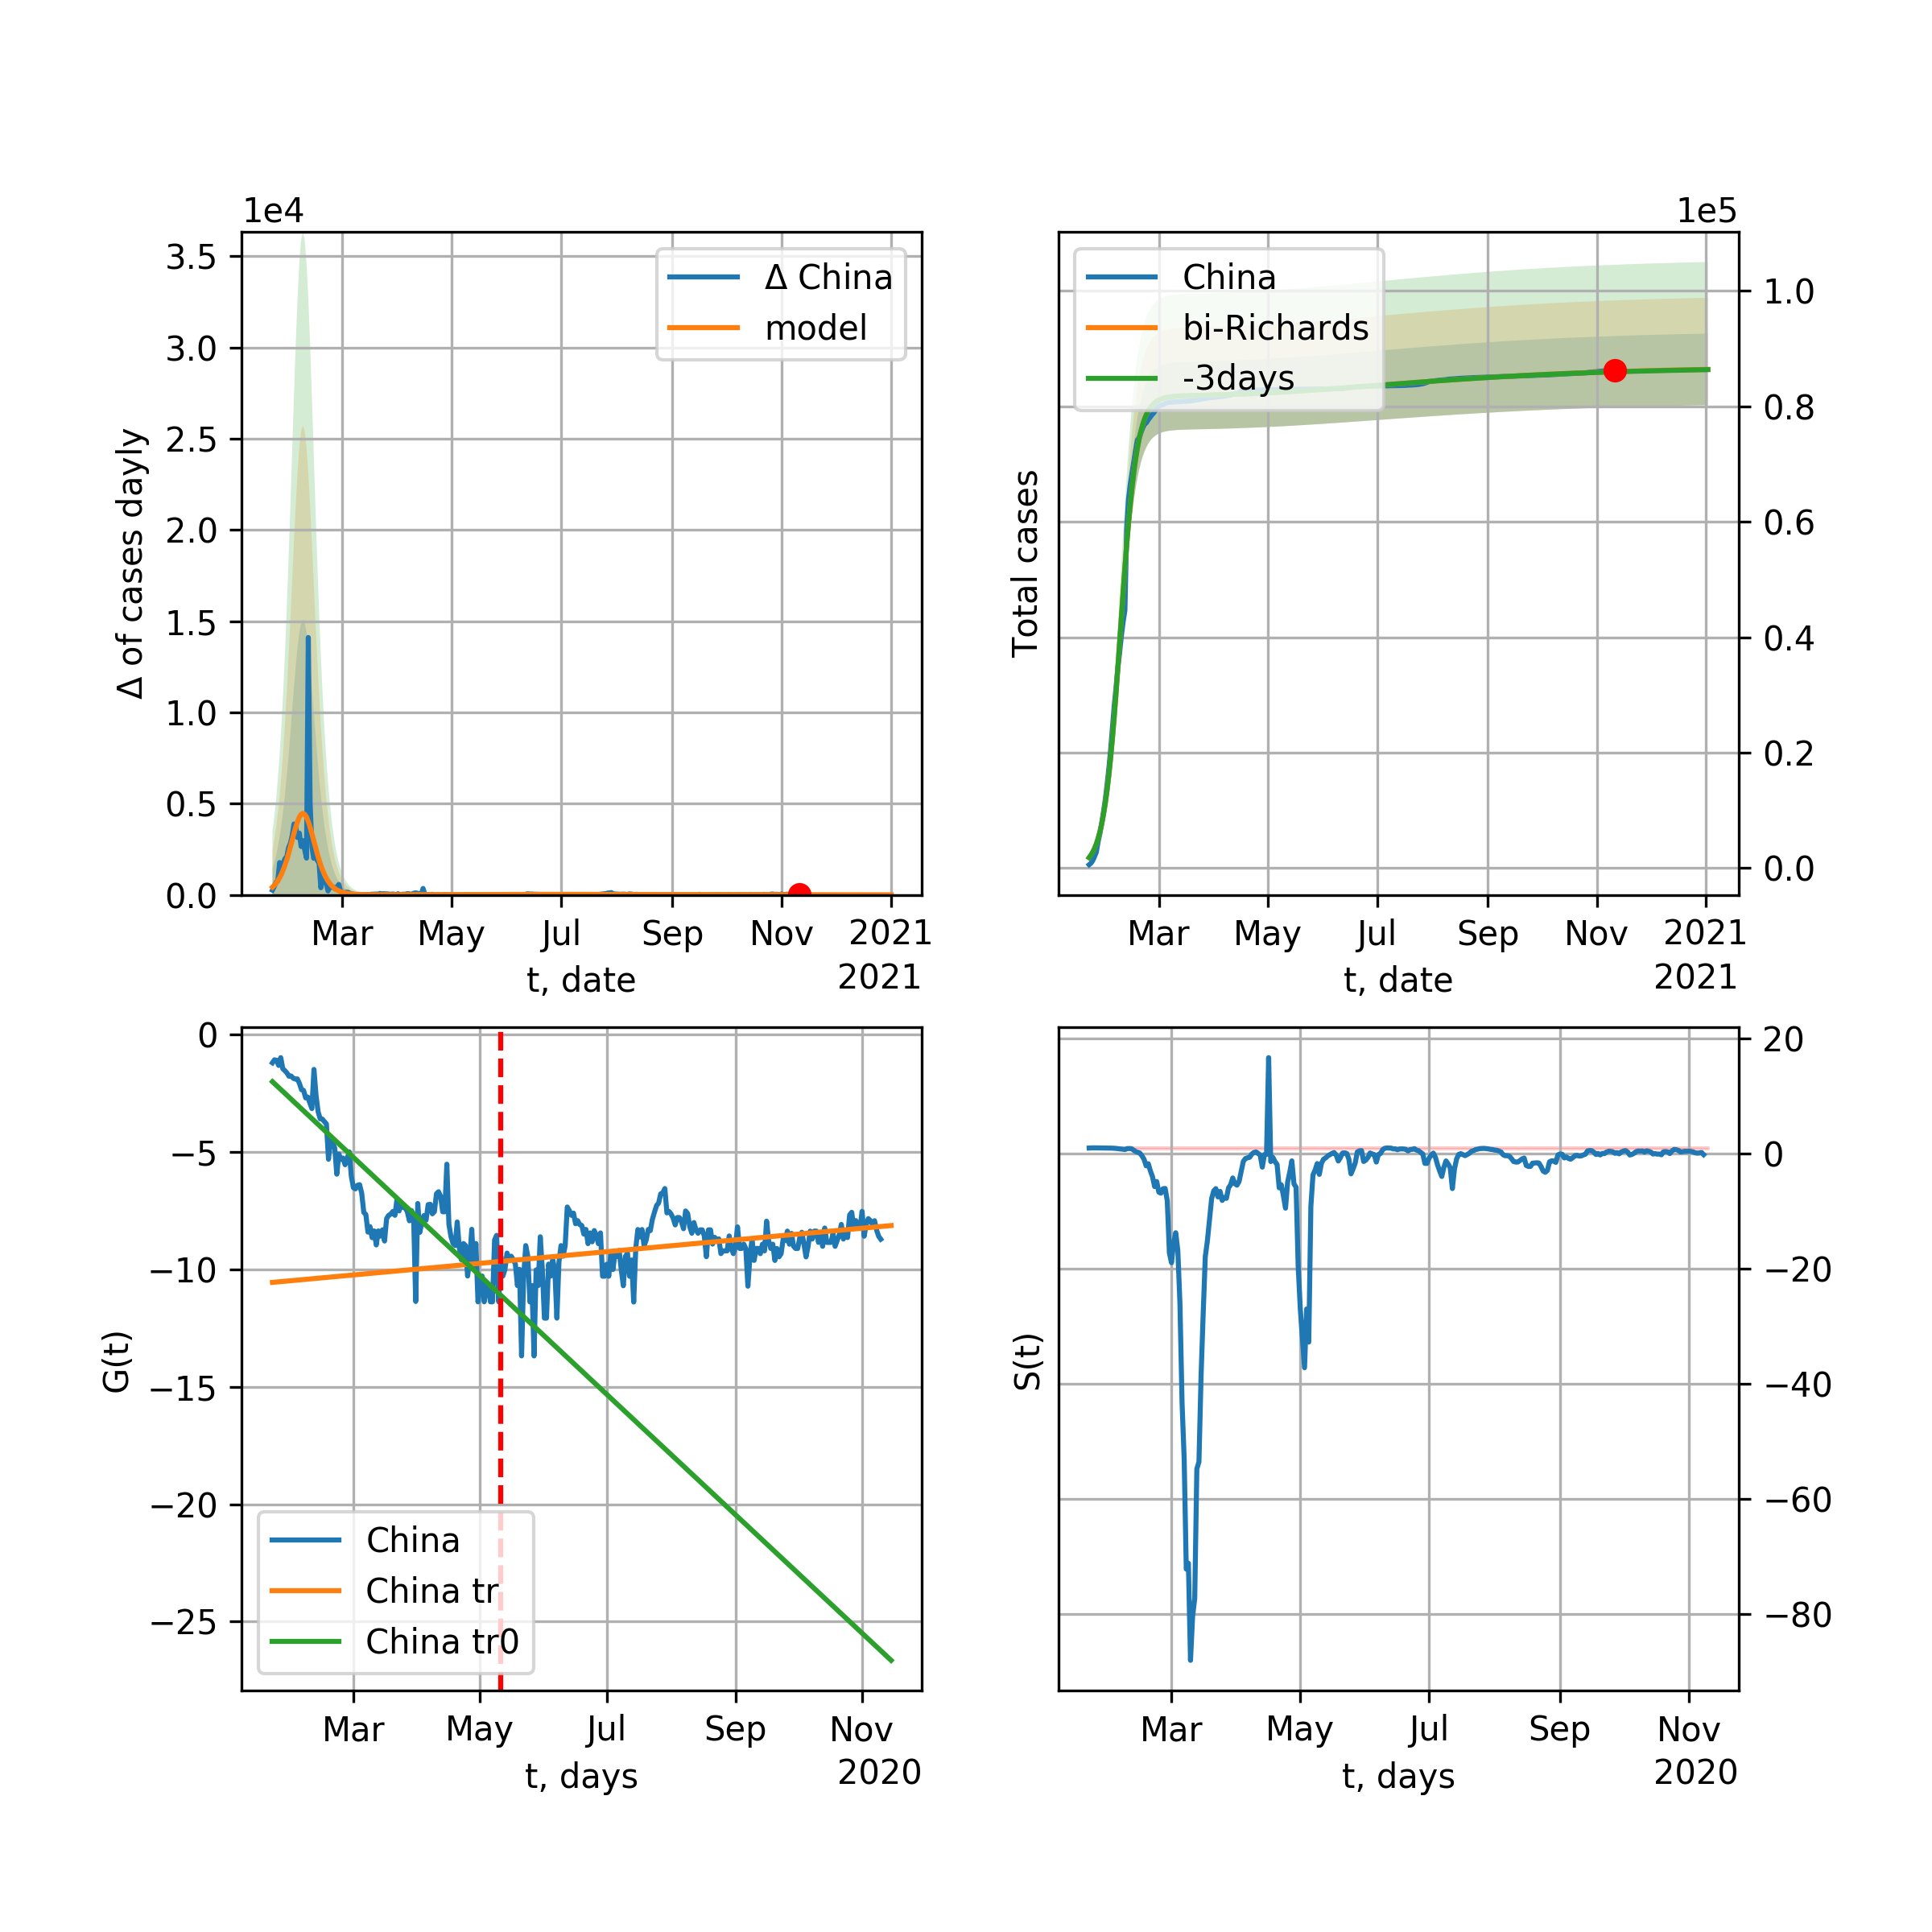 1e4
3.5
3.0
2.5
2.0
1.5
1.0
0.5
0.0
Δ of cases dayly
Δ China
model
Mar May Jul Sep Nov 2021
t, date
2021
1e5
China
bi-Richards
-3days
Total cases
1.0
0.8
0.6
0.4
0.2
0.0
Mar May Jul Sep Nov 2021
t, date
2021
0
−5
−10
−15
−20
−25
G(t)
China
China tr
China tr0
Mar May Jul Sep Nov
t, days
2020
S(t)
20
0
−20
−40
−60
−80
Mar May Jul Sep Nov
t, days
2020